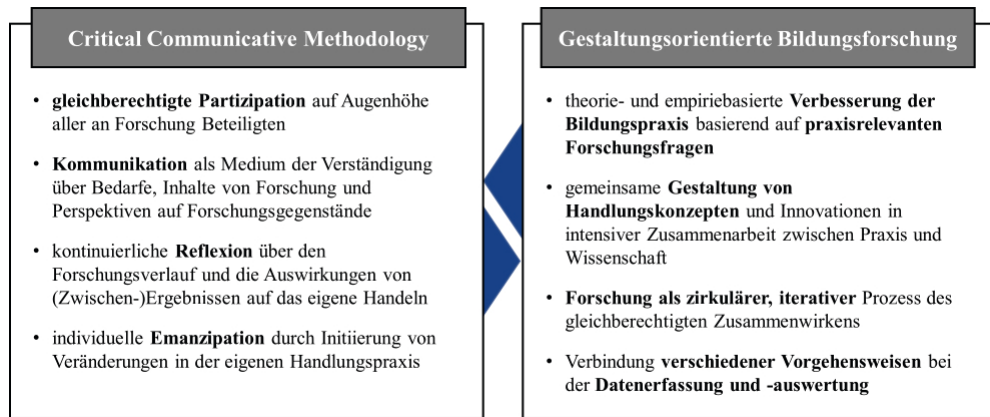 Critical Communicative Methodology
• gleichberechtigte Partizipation auf Augenhöhe
aller an Forschung Beteiligten
• Kommunikation als Medium der Verständigung
über Bedarfe, Inhalte von Forschung und
Perspektiven auf Forschungsgegenstände
• kontinuierliche Reflexion über den
Forschungsverlauf und die Auswirkungen von
(Zwischen-)Ergebnissen auf das eigene Handeln
• individuelle Emanzipation durch Initiierung von
Veränderungen in der eigenen Handlungspraxis
Gestaltungsorientierte Bildungsforschung
• theorie- und empiriebasierte Verbesserung der
Bildungspraxis basierend auf praxisrelevanten
Forschungsfragen
• gemeinsame Gestaltung von
Handlungskonzepten und Innovationen in
intensiver Zusammenarbeit zwischen Praxis und
Wissenschaft
• Forschung als zirkulärer, iterativer Prozess des
gleichberechtigten Zusammenwirkens
• Verbindung verschiedener Vorgehensweisen bei
der Datenerfassung und -auswertung